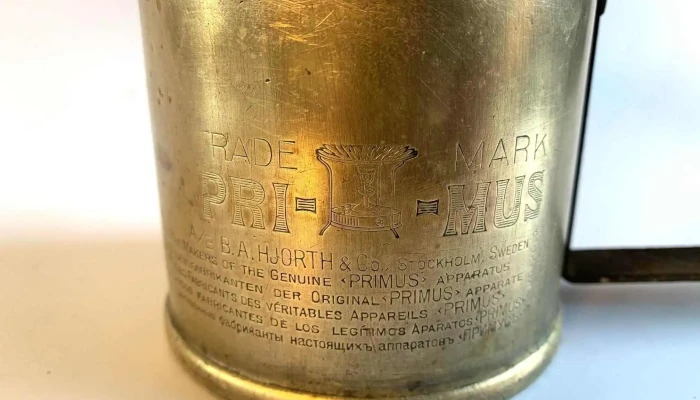 TRADE MARK
PRI-MUS
A/B B.A. HJORTH & Co., STOCKHOLM, SWEDEN
MAKERS OF THE GENUINE ‹PRIMUS› APPARATUS
FABRIKANTEN DER ORIGINAL ‹PRIMUS› APPARATE
FABRICANTS DES VÉRITABLES APPAREILS ‹PRIMUS›
FABRICANTES DE LOS LEGÍTIMOS APARATOS ‹PRIMUS›
фабриканты настоящихъ аппаратовъ ‹ПРИМУСЪ›